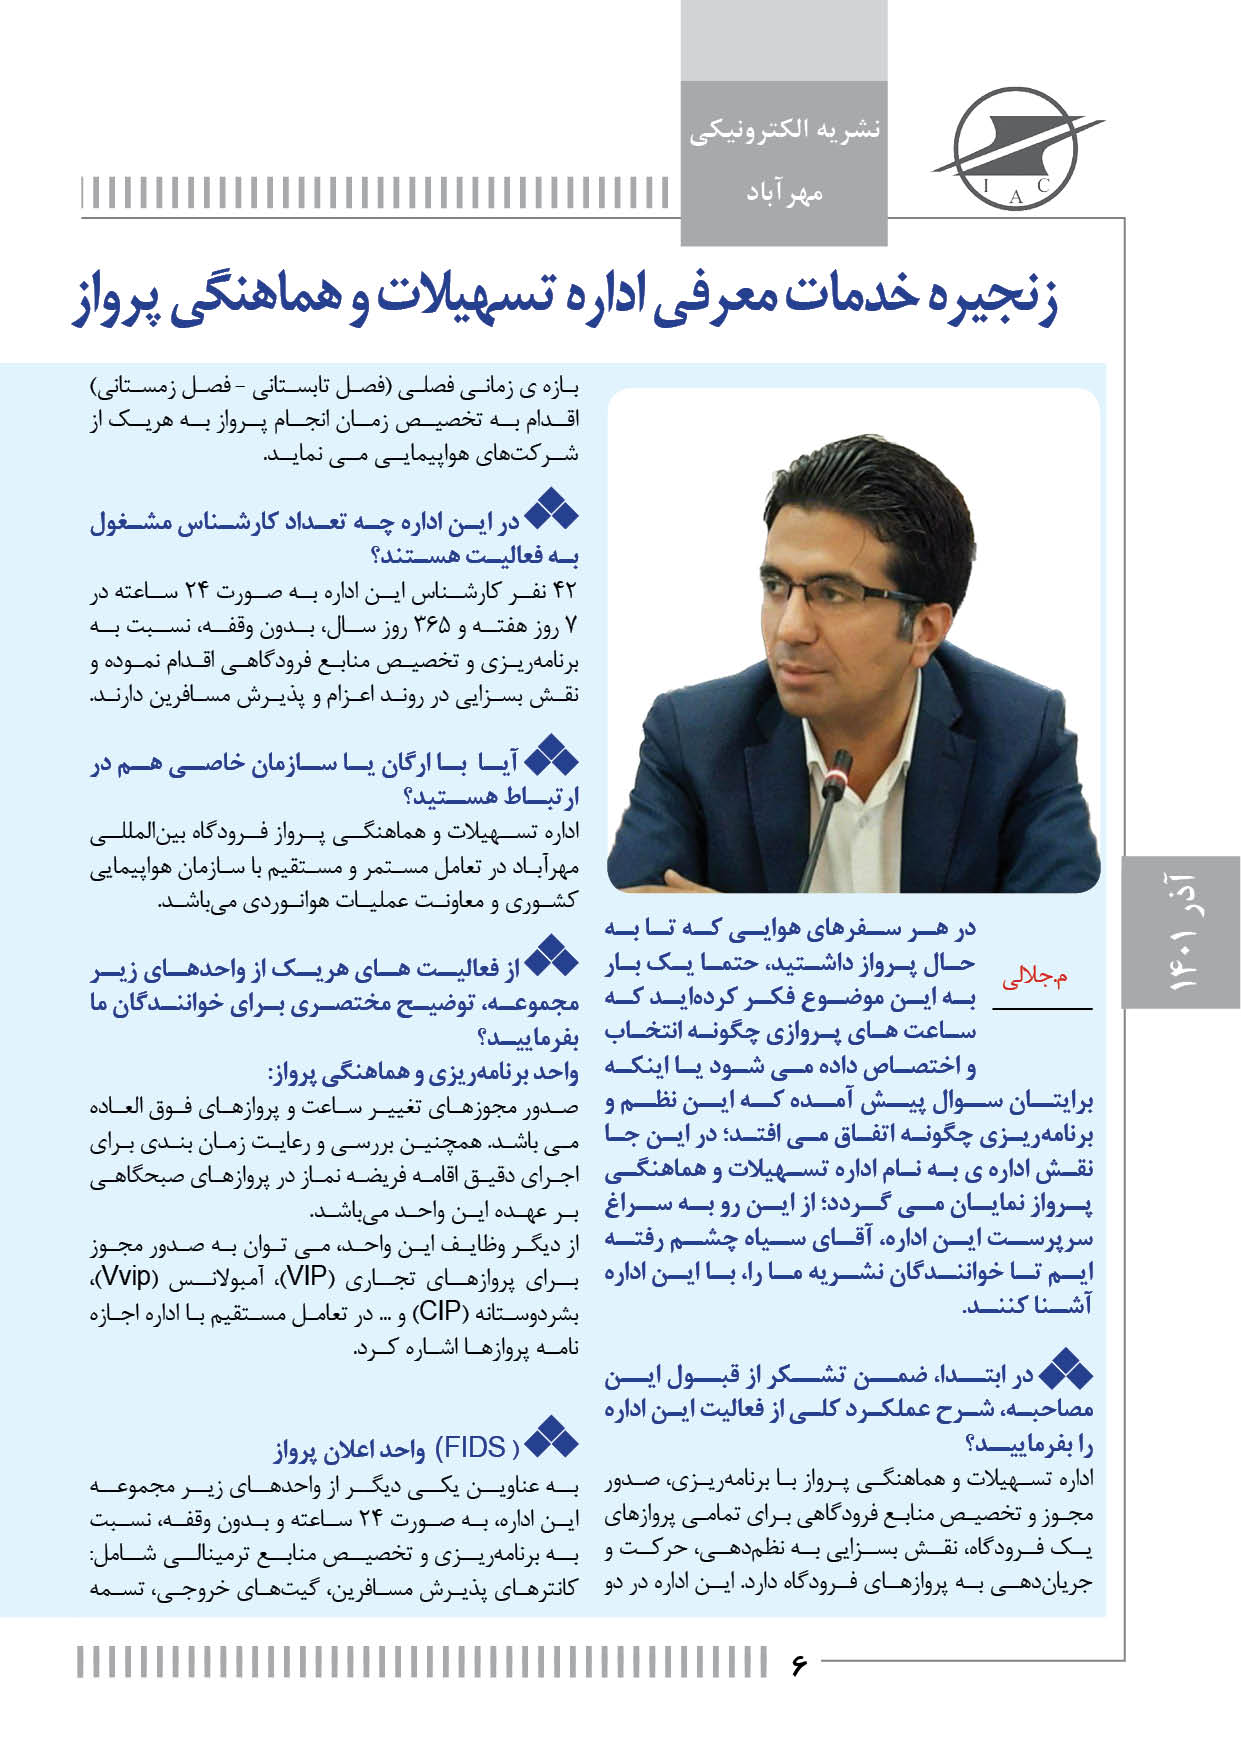 نشریه الکترونیکی
مهرآباد
I A C
زنجیره خدمات معرفی اداره تسهیلات و هماهنگی پرواز
م.جلالی
در هر سفرهای هوایی که تا به
حال پرواز داشتید، حتما یک بار
به این موضوع فکر کرده‌اید که
ساعت های پروازی چگونه انتخاب
و اختصاص داده می شود یا اینکه
برایتان سوال پیش آمده که این نظم و
برنامه‌ریزی چگونه اتفاق می افتد؛ در این جا
نقش اداره ی به نام اداره تسهیلات و هماهنگی
پرواز نمایان می گردد؛ از این رو به سراغ
سرپرست این اداره، آقای سیاه چشم رفته
ایم تا خوانندگان نشریه ما را، با این اداره
آشنا کنند.
در ابتدا، ضمن تشکر از قبول این
مصاحبه، شرح عملکرد کلی از فعالیت این اداره
را بفرمایید؟
اداره تسهیلات و هماهنگی پرواز با برنامه‌ریزی، صدور
مجوز و تخصیص منابع فرودگاهی برای تمامی پروازهای
یک فرودگاه، نقش بسزایی به نظم‌دهی، حرکت و
جریان‌دهی به پروازهای فرودگاه دارد. این اداره در دو
بازه ی زمانی فصلی (فصل تابستانی - فصل زمستانی)
اقدام به تخصیص زمان انجام پرواز به هریک از
شرکت‌های هواپیمایی می نماید.
در این اداره چه تعداد کارشناس مشغول
به فعالیت هستند؟
۴۲ نفر کارشناس این اداره به صورت ۲۴ ساعته در
۷ روز هفته و ۳۶۵ روز سال، بدون وقفه، نسبت به
برنامه‌ریزی و تخصیص منابع فرودگاهی اقدام نموده و
نقش بسزایی در روند اعزام و پذیرش مسافرین دارند.
آیا با ارگان یا سازمان خاصی هم در
ارتباط هستید؟
اداره تسهیلات و هماهنگی پرواز فرودگاه بین‌المللی
مهرآباد در تعامل مستمر و مستقیم با سازمان هواپیمایی
کشوری و معاونت عملیات هوانوردی می‌باشد.
از فعالیت های هریک از واحدهای زیر
مجموعه، توضیح مختصری برای خوانندگان ما
بفرمایید؟
واحد برنامه‌ریزی و هماهنگی پرواز:
صدور مجوزهای تغییر ساعت و پروازهای فوق العاده
می باشد. همچنین بررسی و رعایت زمان بندی برای
اجرای دقیق اقامه فریضه نماز در پروازهای صبحگاهی
بر عهده این واحد می‌باشد.
از دیگر وظایف این واحد، می توان به صدور مجوز
برای پروازهای تجاری (VIP)، آمبولانس (Vvip)،
بشردوستانه (CIP) و ... در تعامل مستقیم با اداره اجازه
نامه پروازها اشاره کرد.
( FIDS) واحد اعلان پرواز
به عناوین یکی دیگر از واحدهای زیر مجموعه
این اداره، به صورت ۲۴ ساعته و بدون وقفه، نسبت
به برنامه‌ریزی و تخصیص منابع ترمینالی شامل:
کانترهای پذیرش مسافرین، گیت‌های خروجی، تسمه
آذر ۱۴۰۱
۶